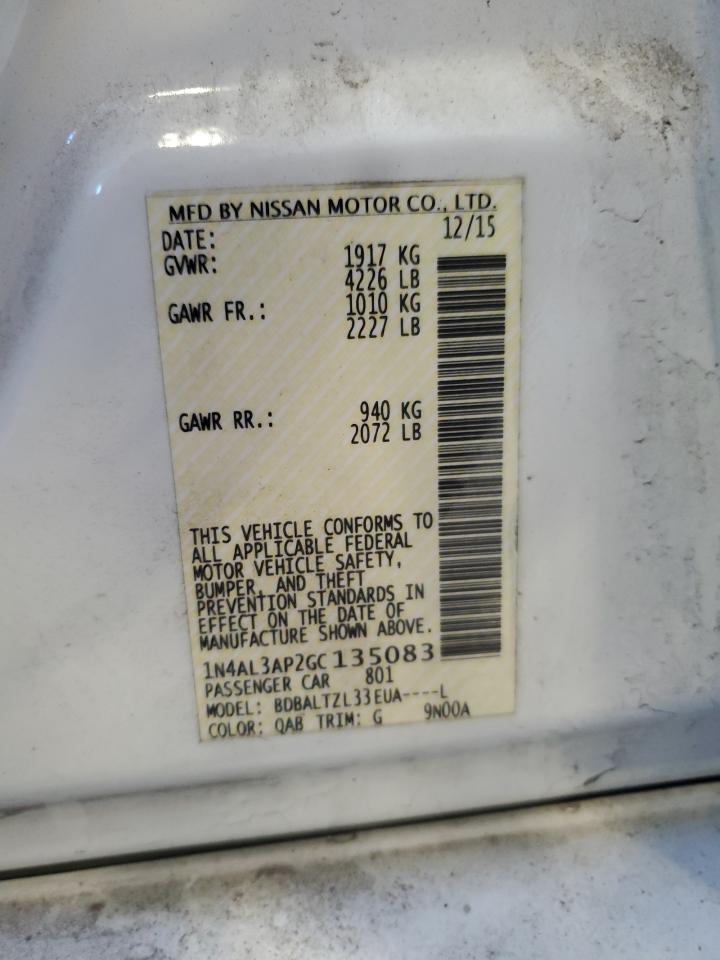 MFD BY NISSAN MOTOR CO., LTD.
DATE: 12/15
GVWR: 1917 KG
4226 LB
GAWR FR.: 1010 KG
2227 LB
GAWR RR.: 940 KG
2072 LB
THIS VEHICLE CONFORMS TO
ALL APPLICABLE FEDERAL
MOTOR VEHICLE SAFETY,
BUMPER, AND THEFT
PREVENTION STANDARDS IN
EFFECT ON THE DATE OF
MANUFACTURE SHOWN ABOVE.
1N4AL3AP2GC135083
PASSENGER CAR 801
MODEL: BDBALTZL33EUA----L
COLOR: QAB TRIM: G 9N00A